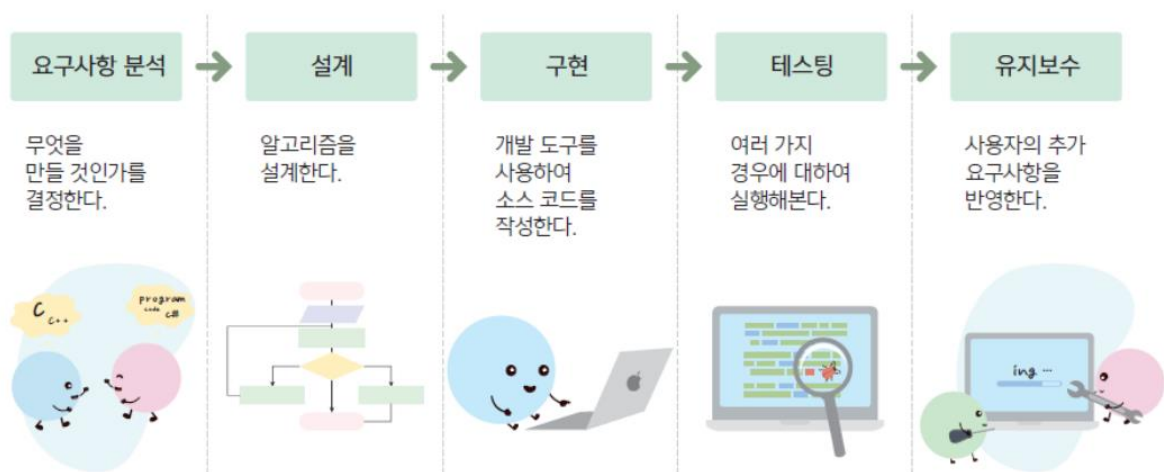 요구사항 분석
설계
구현
테스팅
유지보수
무엇을
만들 것인가를
결정한다.
알고리즘을
설계한다.
개발 도구를
사용하여
소스 코드를
작성한다.
여러 가지
경우에 대하여
실행해본다.
사용자의 추가
요구사항을
반영한다.
C
C++
program
code
C#
ing ...